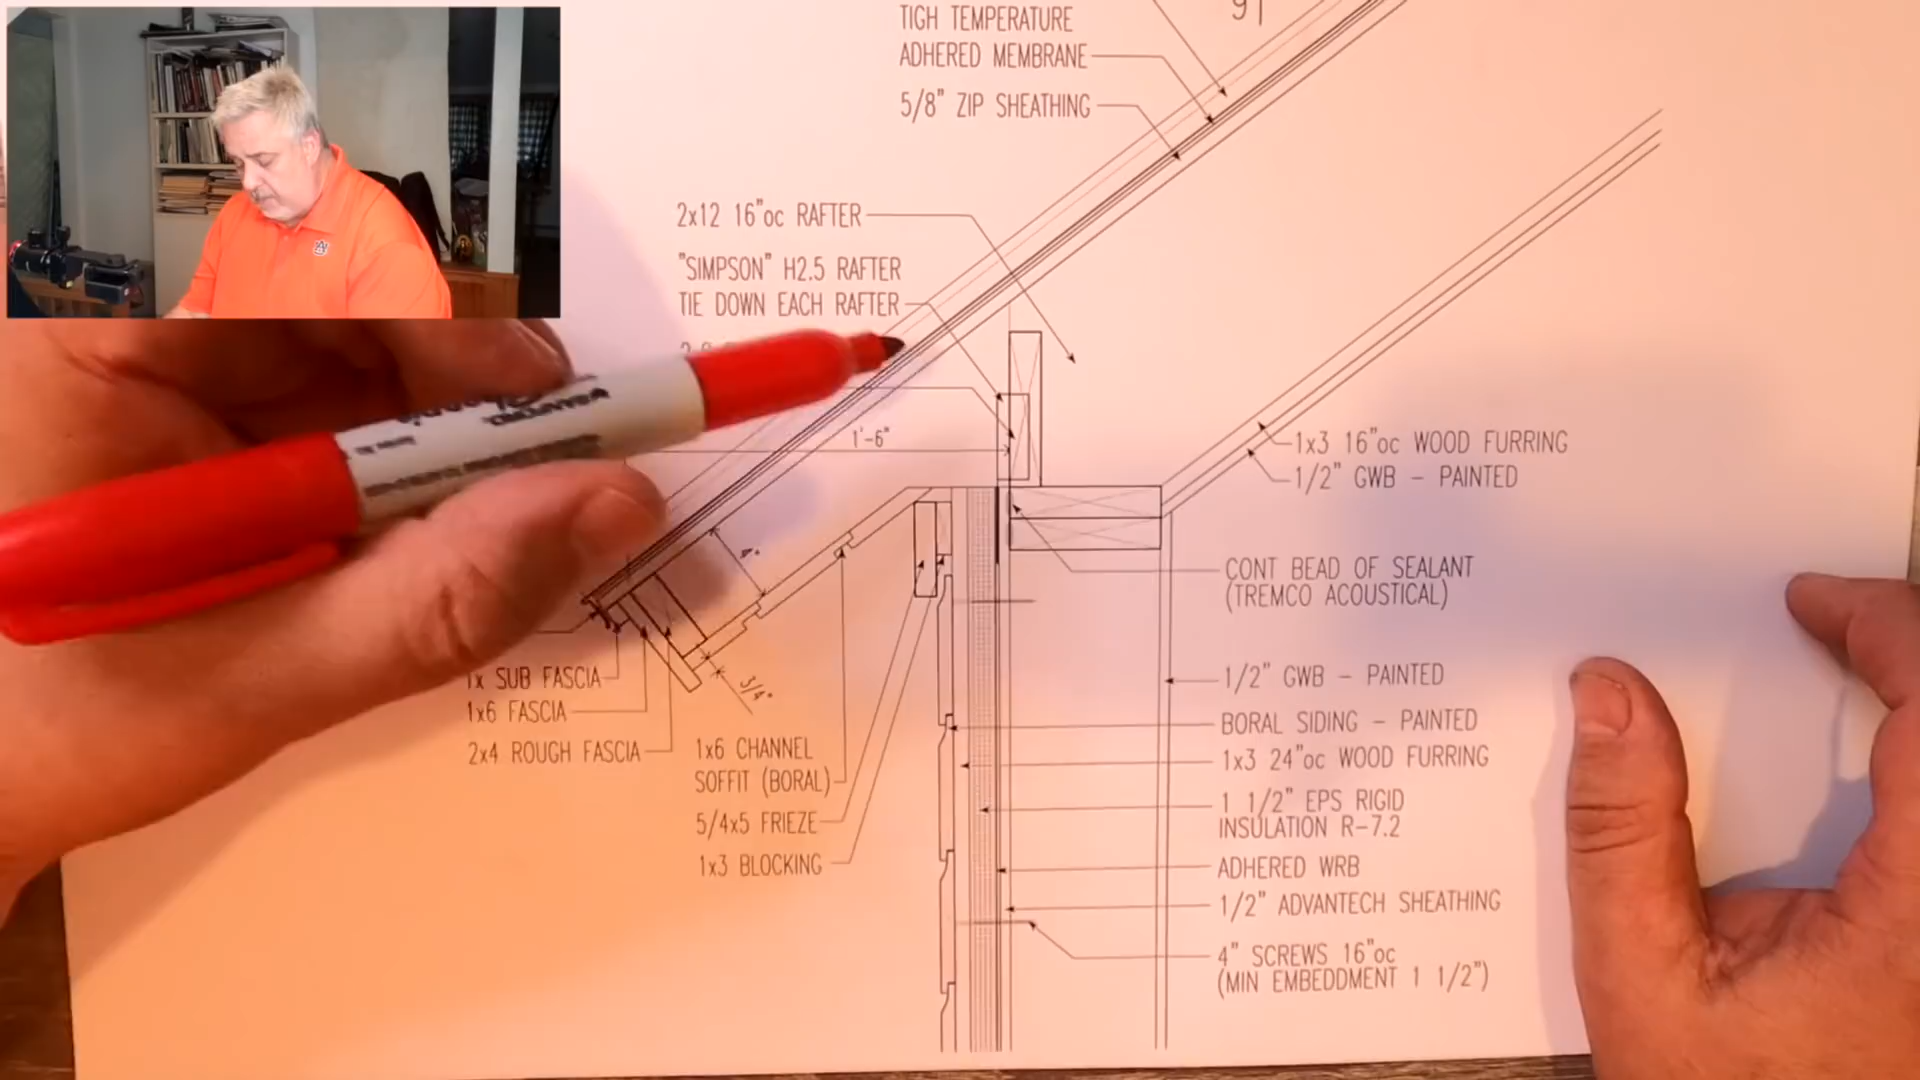 TIGH TEMPERATURE
ADHERED MEMBRANE
5/8" ZIP SHEATHING
2x12 16"oc RAFTER
"SIMPSON" H2.5 RAFTER
TIE DOWN EACH RAFTER
1'-6"
4"
3/4"
1x SUB FASCIA
1x6 FASCIA
2x4 ROUGH FASCIA
1x6 CHANNEL
SOFFIT (BORAL)
5/4x5 FRIEZE
1x3 BLOCKING
1x3 16"oc WOOD FURRING
1/2" GWB - PAINTED
CONT BEAD OF SEALANT
(TREMCO ACOUSTICAL)
1/2" GWB - PAINTED
BORAL SIDING - PAINTED
1x3 24"oc WOOD FURRING
1 1/2" EPS RIGID
INSULATION R-7.2
ADHERED WRB
1/2" ADVANTECH SHEATHING
4" SCREWS 16"oc
(MIN EMBEDDMENT 1 1/2")